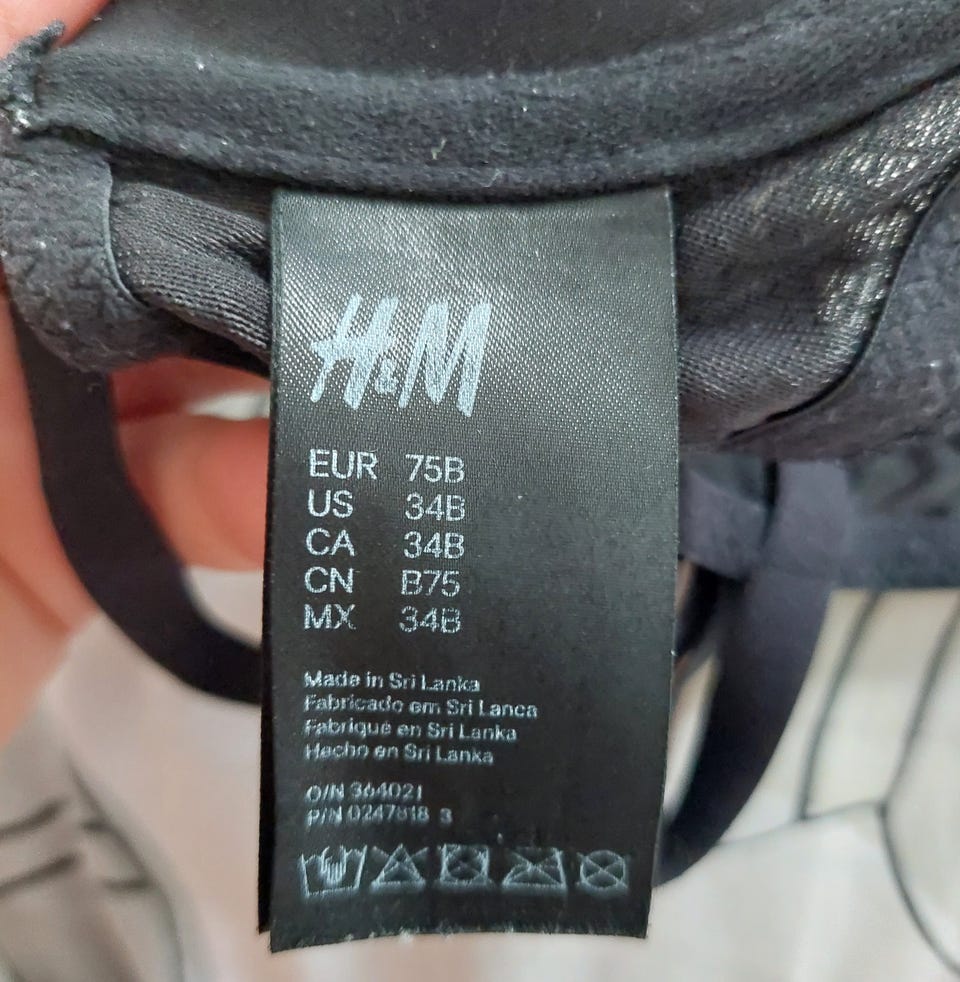 H&M
EUR 75B
US 34B
CA 34B
CN B75
MX 34B
Made in Sri Lanka
Fabricado em Sri Lanca
Fabriqué en Sri Lanka
Hecho en Sri Lanka
O/N 364021
P/N 0247818 3